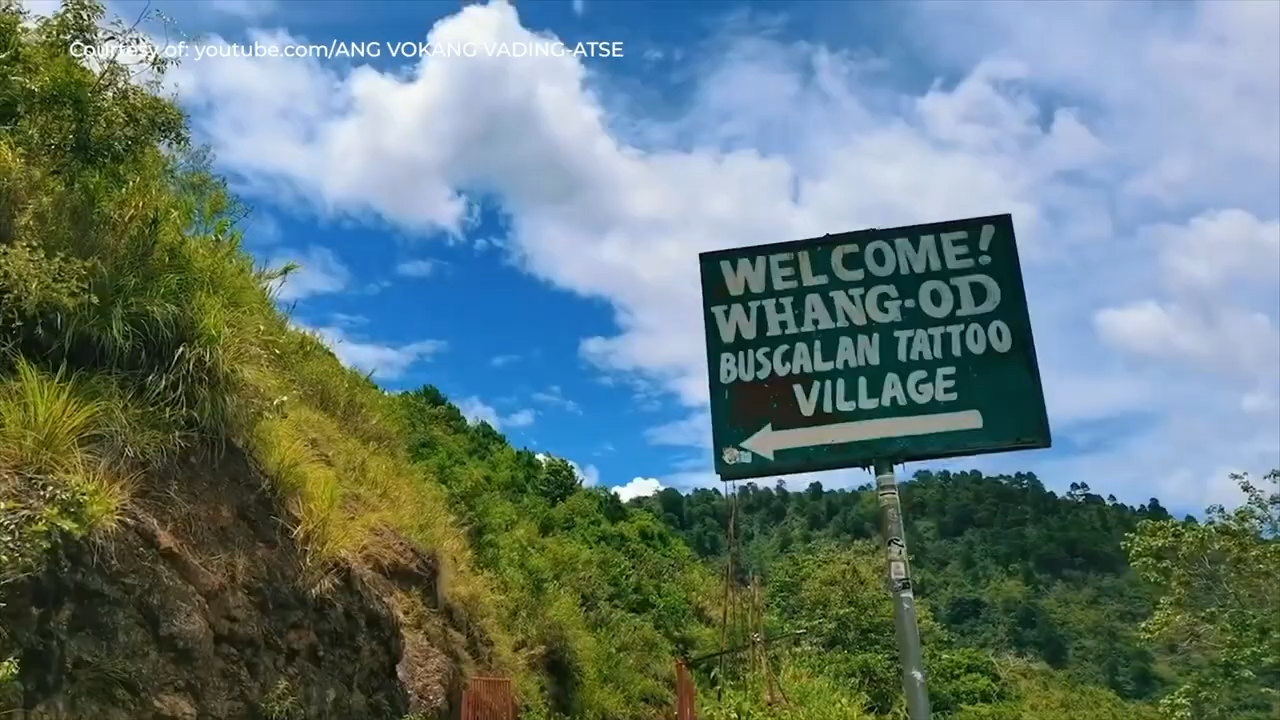 Courtesy of: youtube.com/ANG VOKANG VADING-ATSE
WELCOME!
WHANG-OD
BUSCALAN TATTOO
VILLAGE